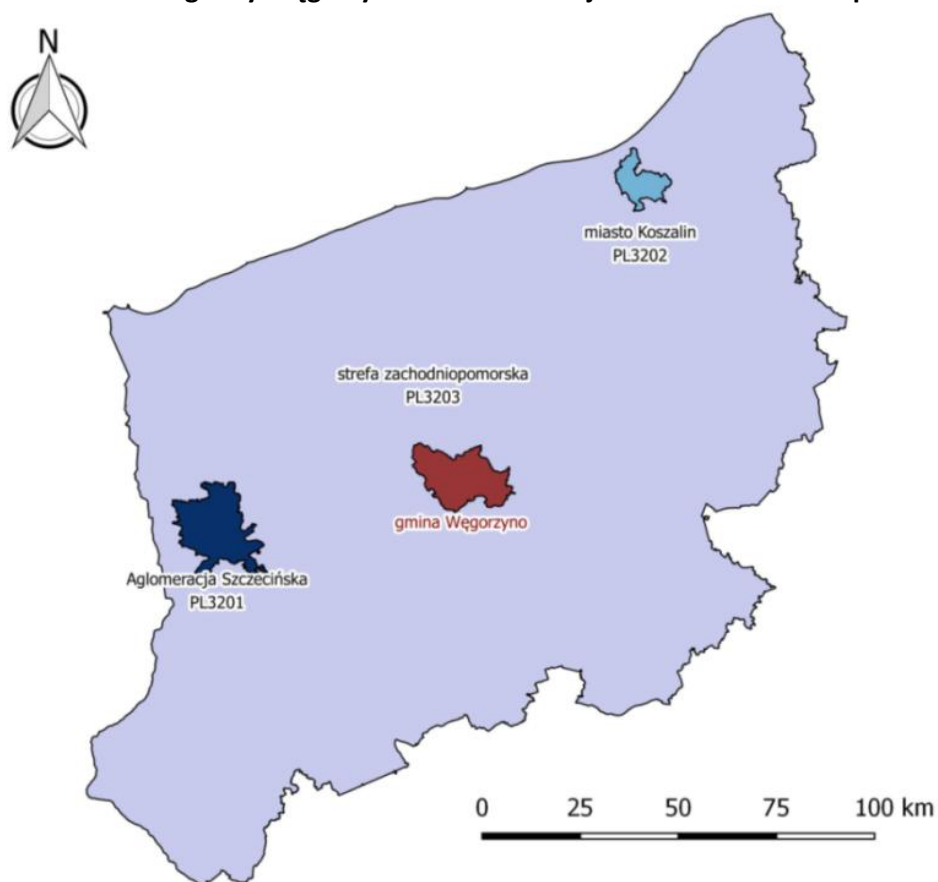 N
miasto Koszalin
PL3202
strefa zachodniopomorska
PL3203
gmina Węgorzyno
Aglomeracja Szczecińska
PL3201
0 25 50 75 100 km